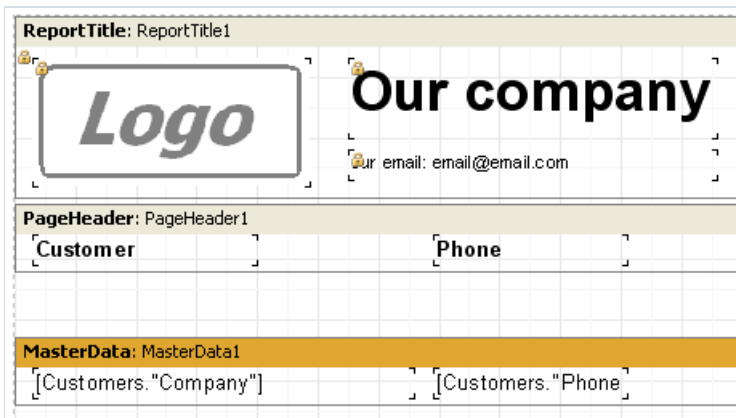 ReportTitle: ReportTitle1
Logo
Our company
ur email: email@email.com
PageHeader: PageHeader1
Customer Phone
MasterData: MasterData1
[Customers."Company"] [Customers."Phone